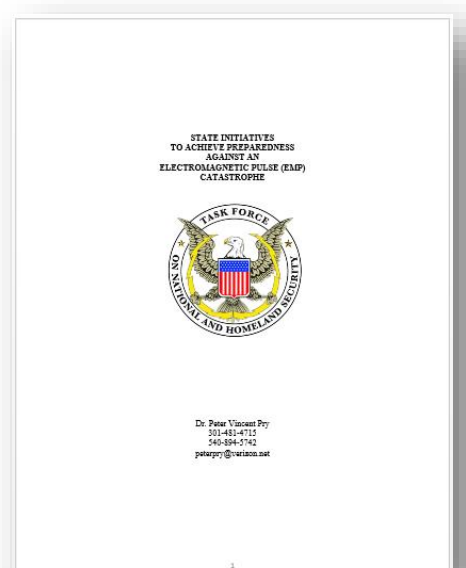 STATE INITIATIVES
TO ACHIEVE PREPAREDNESS
AGAINST AN
ELECTROMAGNETIC PULSE (EMP)
CATASTROPHE
TASK FORCE
ON NATIONAL AND HOMELAND SECURITY
Dr. Peter Vincent Pry
301-481-4715
540-894-5742
peterpry@verizon.net
1